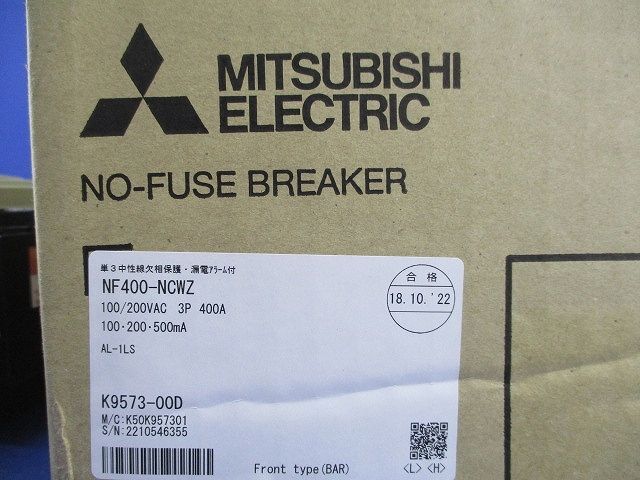 MITSUBISHI
ELECTRIC
NO-FUSE BREAKER
単3中性線欠相保護・漏電ｱﾗｰﾑ付
NF400-NCWZ
100/200VAC 3P 400A
100・200・500mA
AL-1LS
合格
18.10.'22
K9573-00D
M/C:K50K957301
S/N:2210546355
Front type(BAR)
<L> <H>